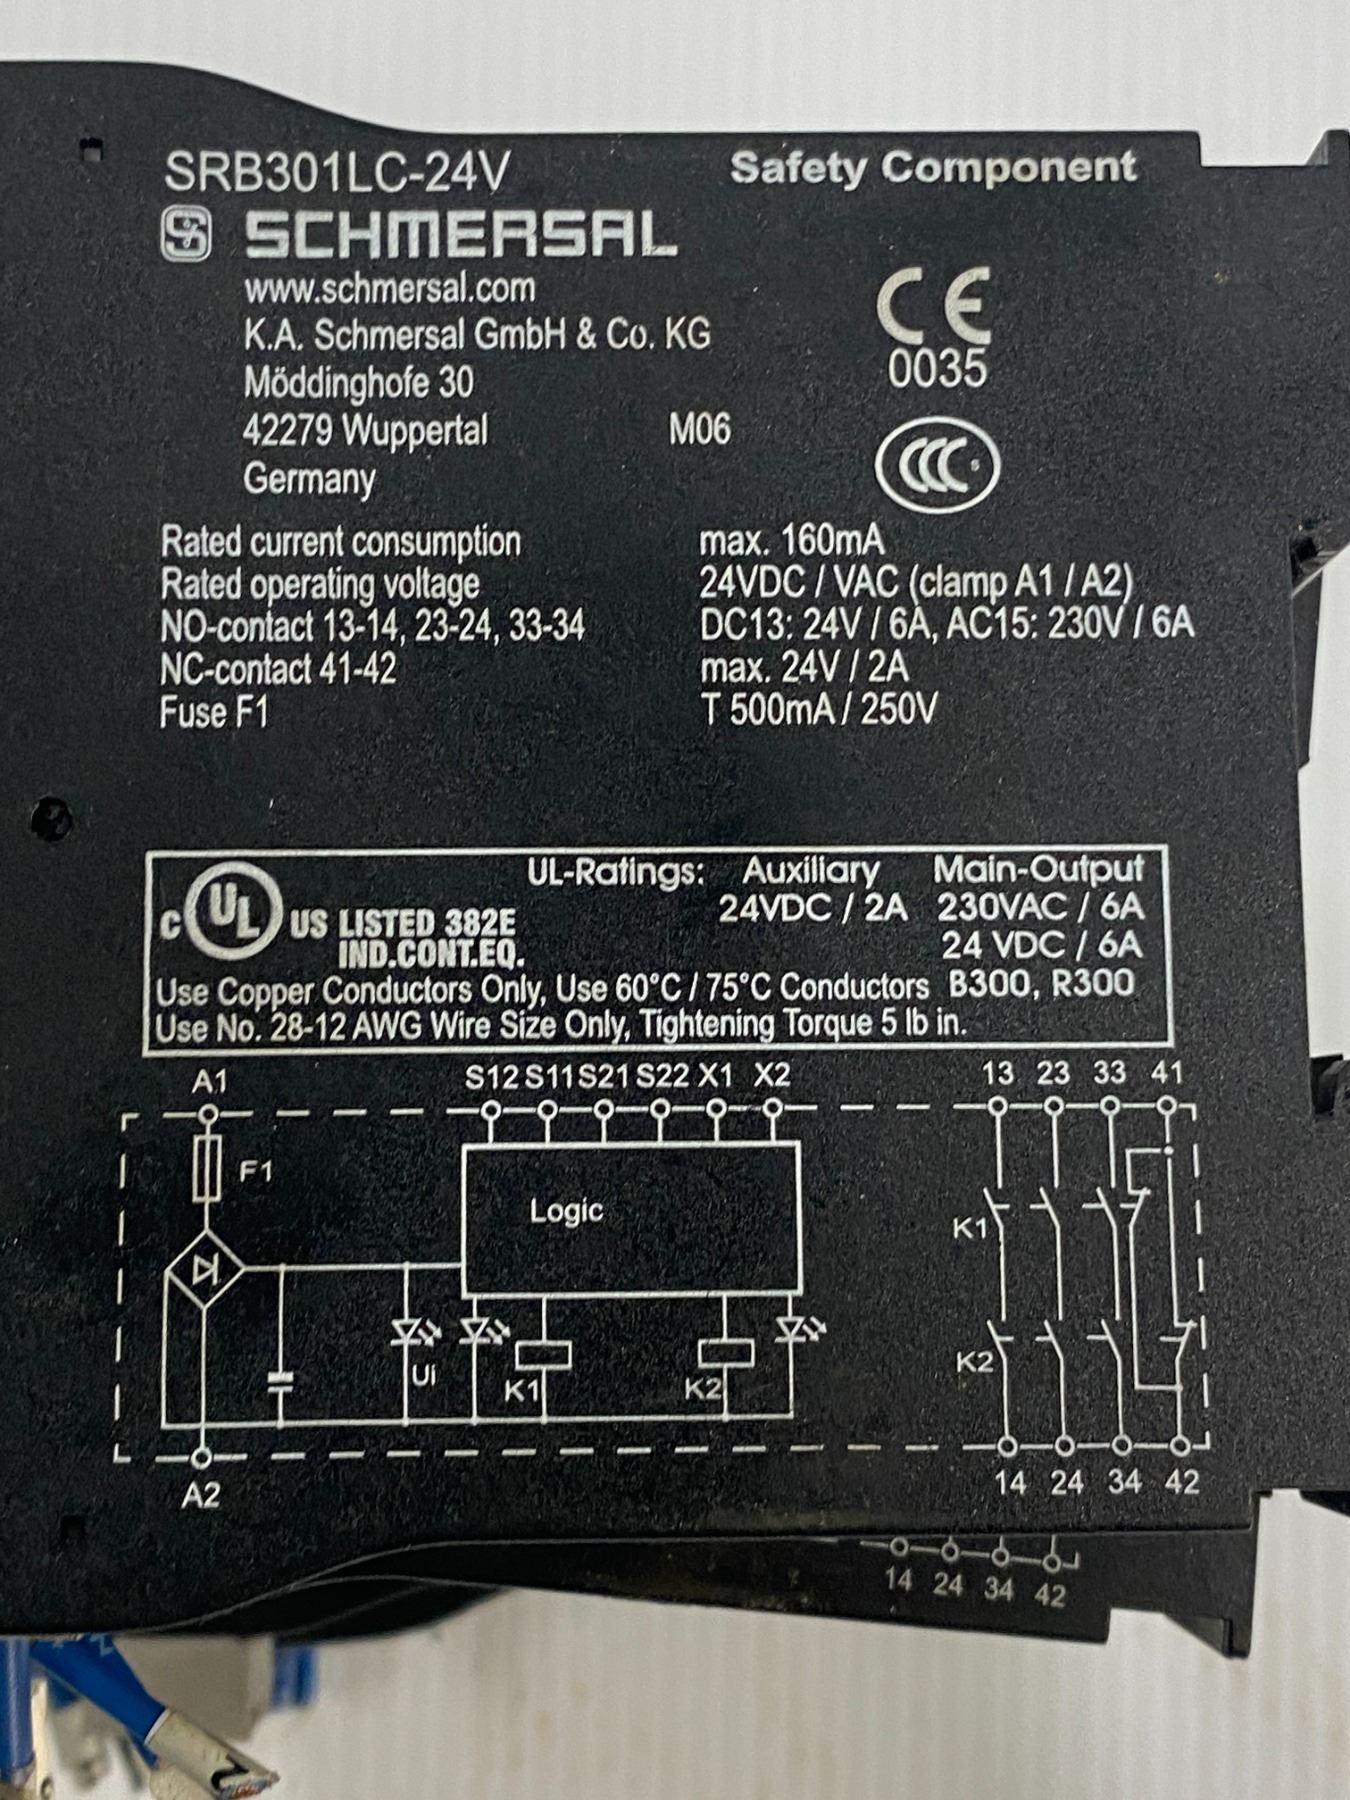 SRB301LC-24V Safety Component
SCHMERSAL
www.schmersal.com
K.A. Schmersal GmbH & Co. KG
CE
0035
Möddinghofe 30
42279 Wuppertal M06
Germany
CCC S
Rated current consumption max. 160mA
Rated operating voltage 24VDC / VAC (clamp A1 / A2)
NO-contact 13-14, 23-24, 33-34 DC13: 24V / 6A, AC15: 230V / 6A
NC-contact 41-42 max. 24V / 2A
Fuse F1 T 500mA / 250V
UL-Ratings: Auxiliary Main-Output
24VDC / 2A 230VAC / 6A
C UL US LISTED 382E 24 VDC / 6A
IND.CONT.EQ.
Use Copper Conductors Only, Use 60°C / 75°C Conductors B300, R300
Use No. 28-12 AWG Wire Size Only, Tightening Torque 5 lb in.
A1 S12 S11 S21 S22 X1 X2 13 23 33 41
F1
Logic
K1
Ui K1 K2 K2
A2 14 24 34 42
14 24 34 42
2